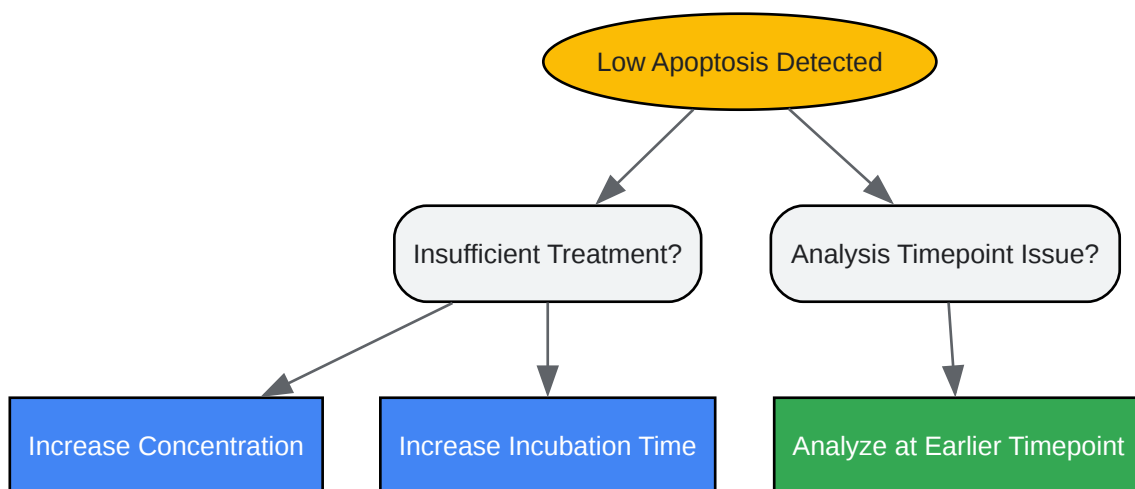 Low Apoptosis Detected
Insufficient Treatment?
Analysis Timepoint Issue?
Increase Concentration
Increase Incubation Time
Analyze at Earlier Timepoint